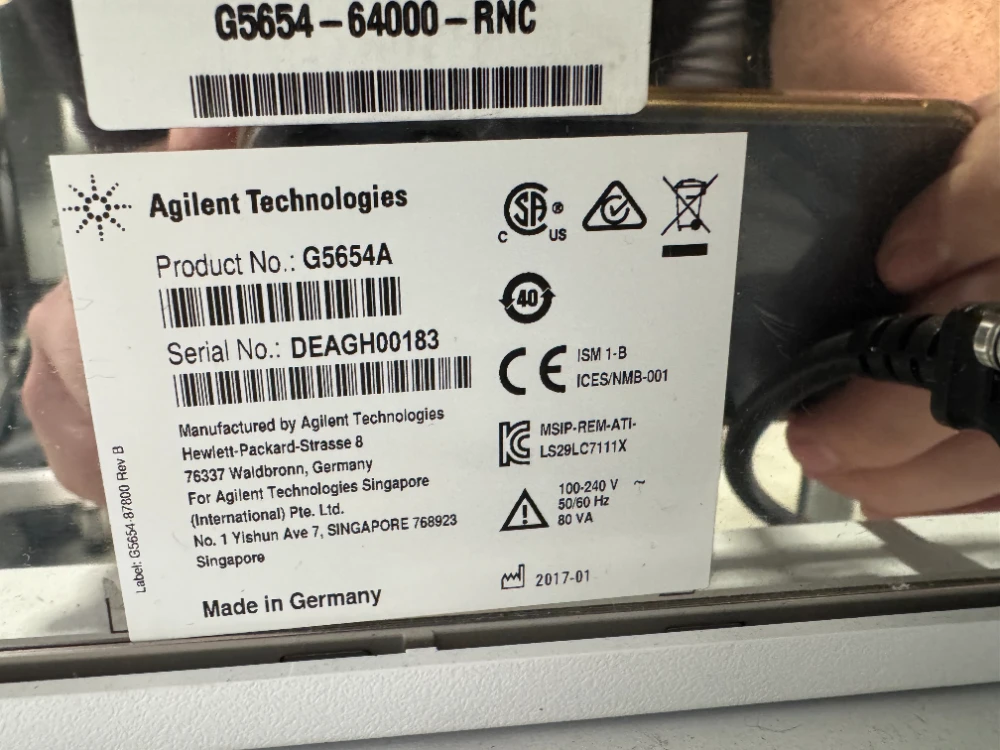 G5654-64000-RNC
Agilent Technologies
Product No.: G5654A
Serial No.: DEAGH00183
Manufactured by Agilent Technologies
Hewlett-Packard-Strasse 8
76337 Waldbronn, Germany
For Agilent Technologies Singapore
(International) Pte. Ltd.
No. 1 Yishun Ave 7, SINGAPORE 768923
Singapore
Made in Germany
Label: G5654-87800 Rev B
C SA ® US
40
CE ISM 1-B
ICES/NMB-001
MSIP-REM-ATI-
LS29LC7111X
100-240 V ~
50/60 Hz
80 VA
2017-01